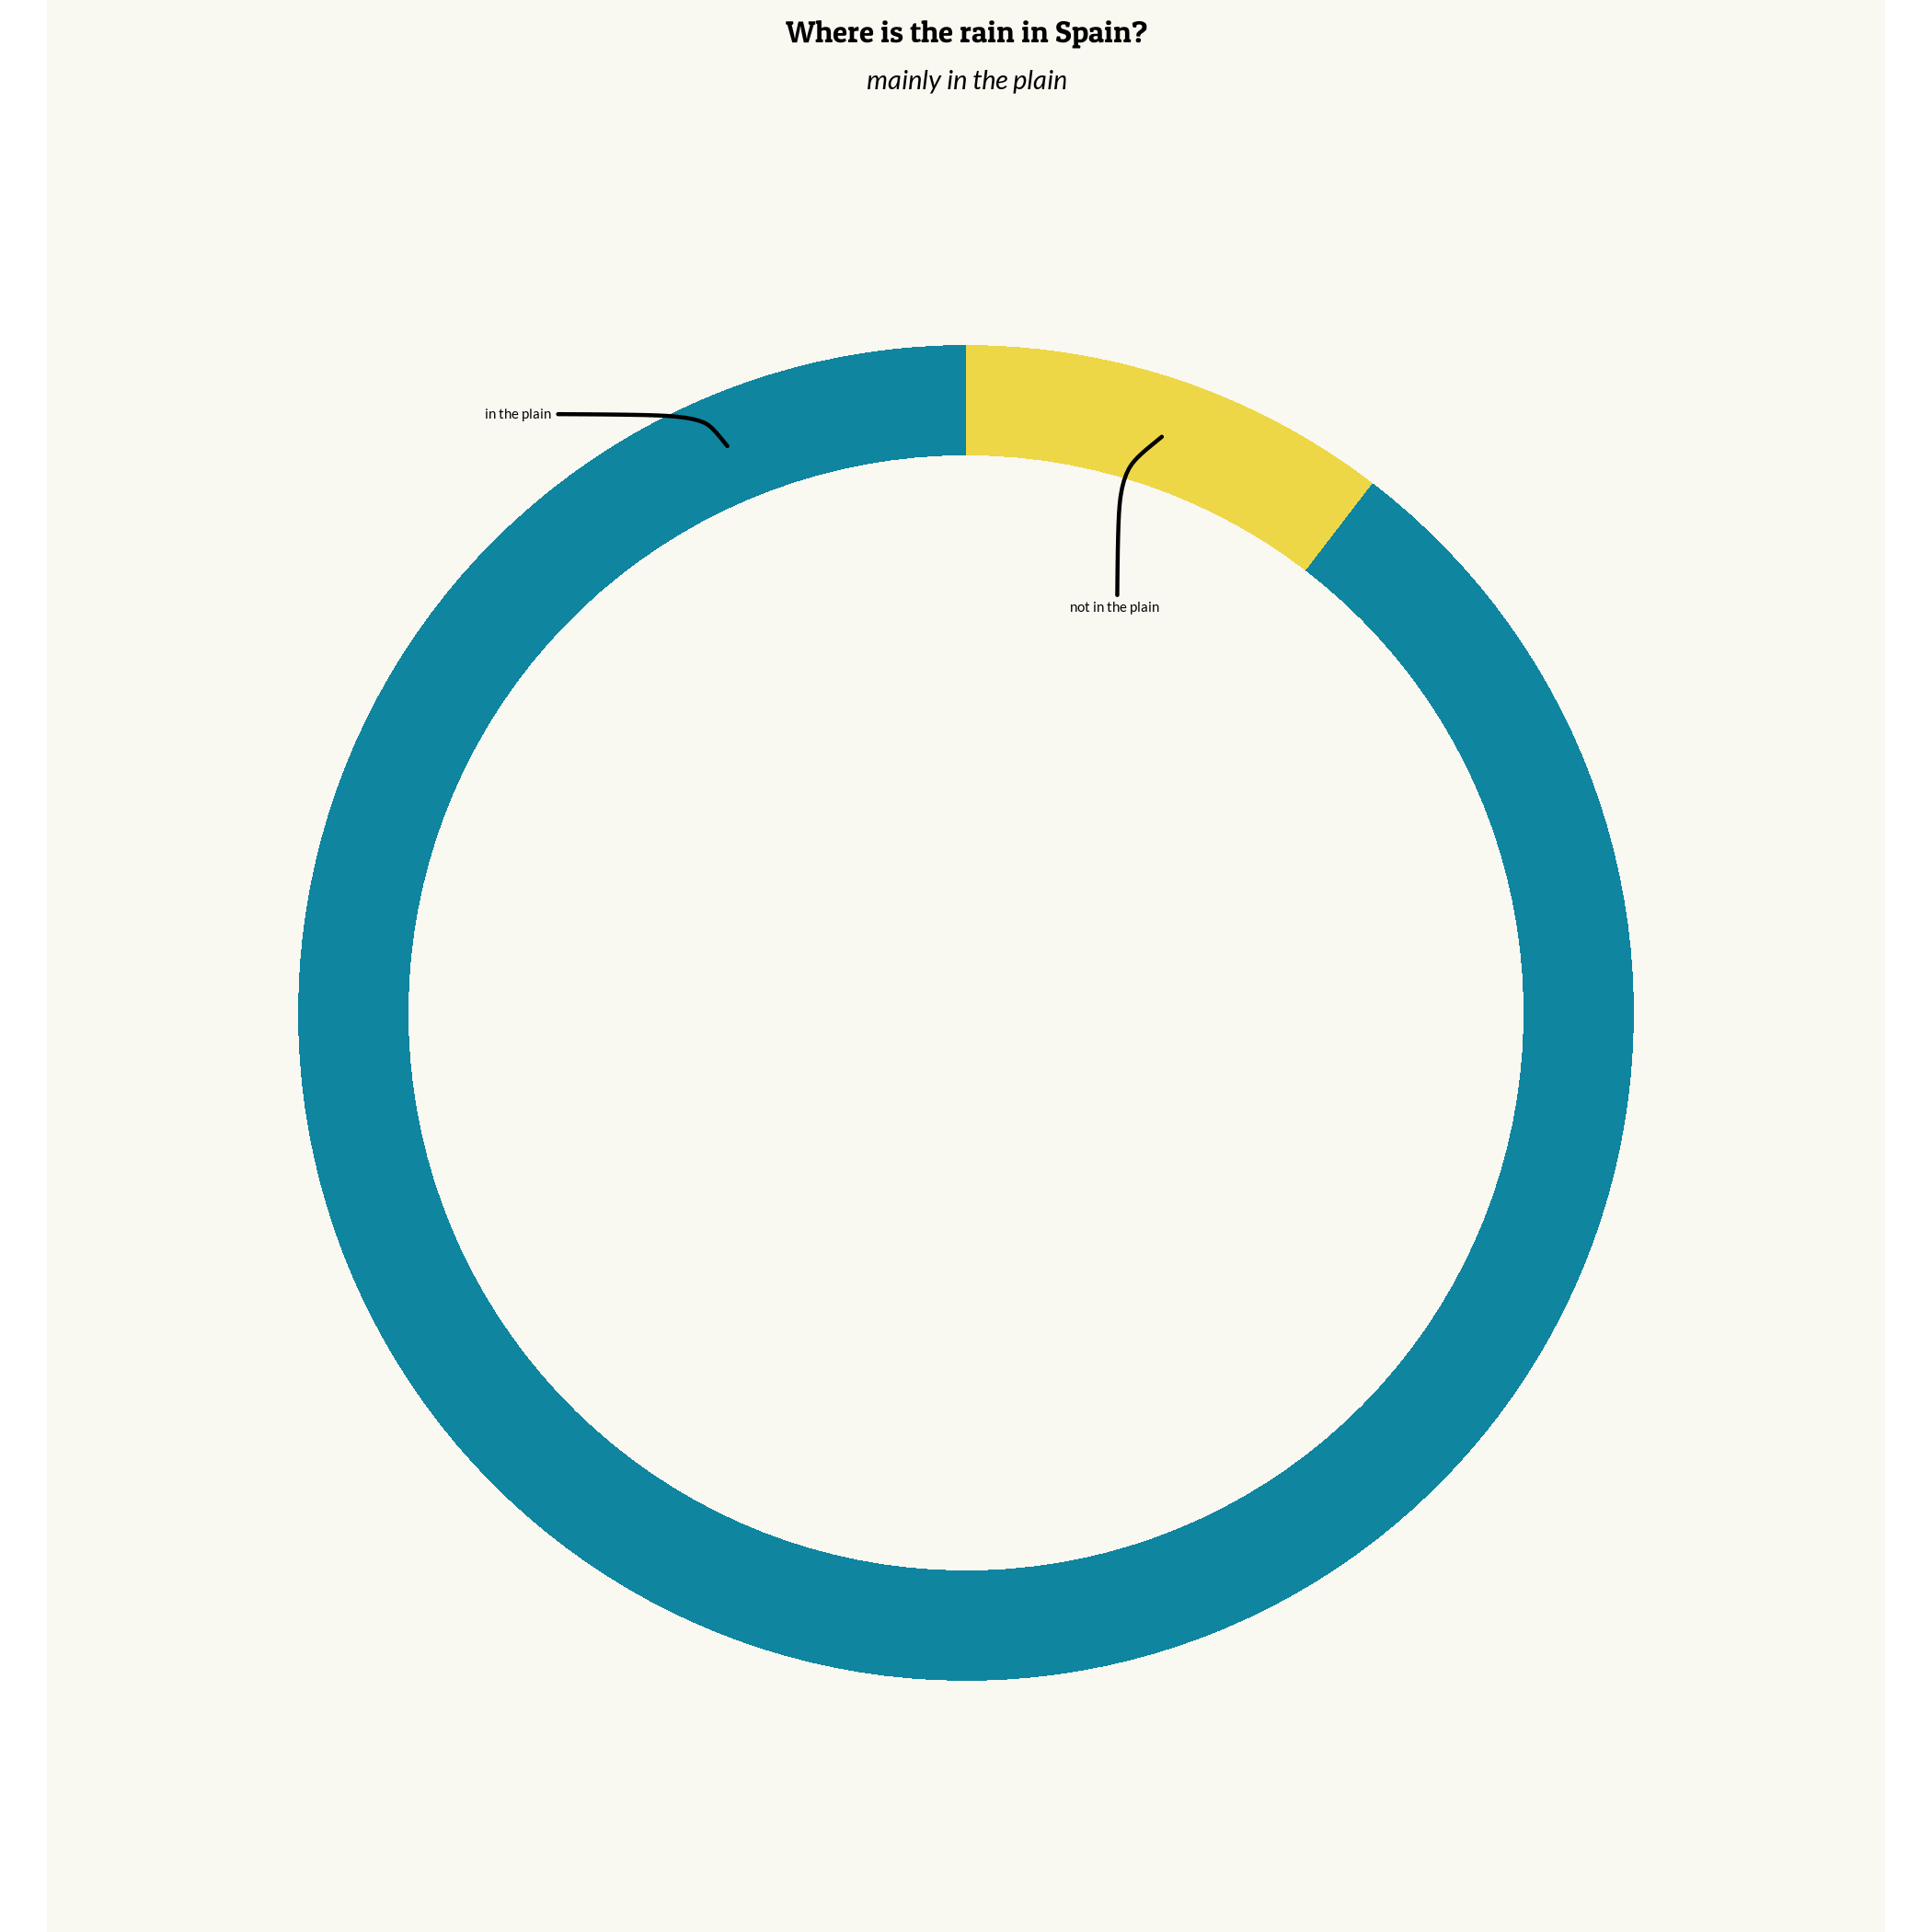 Where is the rain in Spain?
mainly in the plain
in the plain
not in the plain